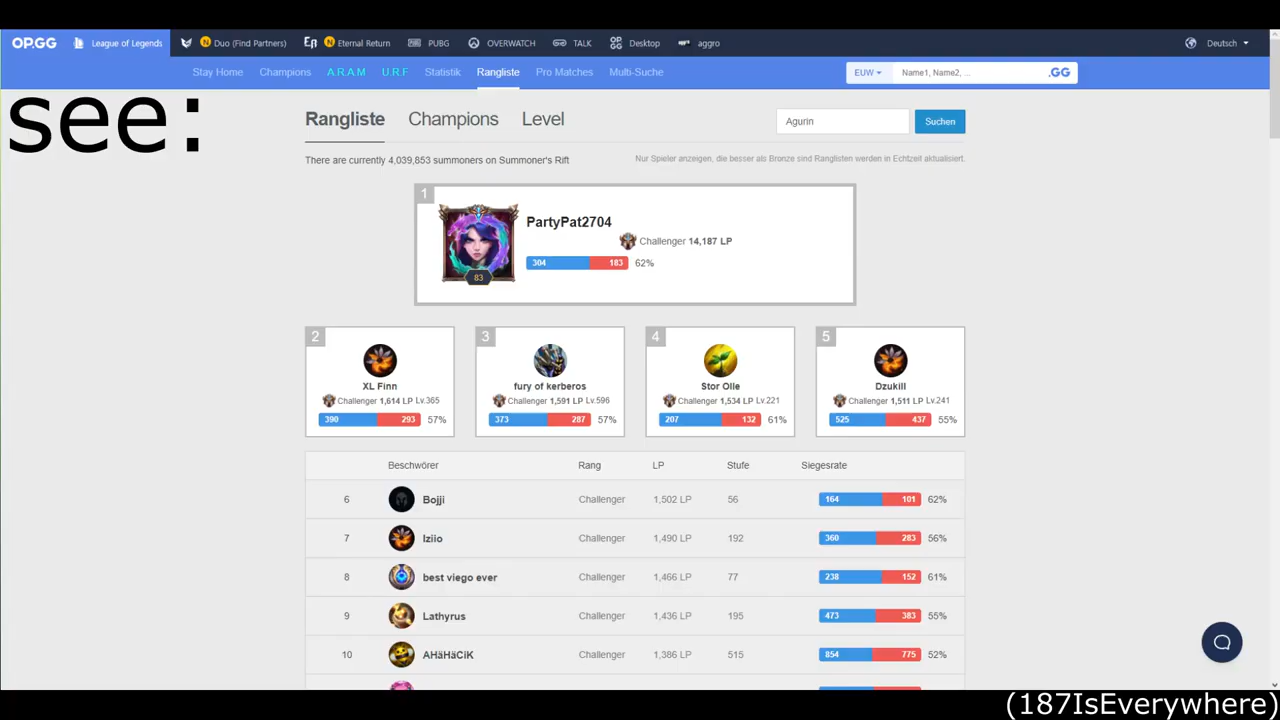 OP.GG League of Legends Duo (Find Partners) Eternal Return PUBG OVERWATCH TALK Desktop aggro Deutsch
Stay Home Champions A.R.A.M U.R.F Statistik Rangliste Pro Matches Multi-Suche EUW Name1, Name2, ... .GG
see:
Rangliste Champions Level Agurin Suchen
There are currently 4,039,853 summoners on Summoner's Rift Nur Spieler anzeigen, die besser als Bronze sind Ranglisten werden in Echtzeit aktualisiert.
1
PartyPat2704
Challenger 14,187 LP
304 183 62%
83
2 3 4 5
XL Finn fury of kerberos Stor Olle Dzukill
Challenger 1,614 LP Lv.365 Challenger 1,591 LP Lv.596 Challenger 1,534 LP Lv.221 Challenger 1,511 LP Lv.241
390 293 57% 373 287 57% 207 132 61% 525 437 55%
Beschwörer Rang LP Stufe Siegesrate
6 Bojji Challenger 1,502 LP 56 164 101 62%
7 Iziio Challenger 1,490 LP 192 360 283 56%
8 best viego ever Challenger 1,466 LP 77 238 152 61%
9 Lathyrus Challenger 1,436 LP 195 473 383 55%
10 AHäHäCiK Challenger 1,386 LP 515 854 775 52%
(187IsEverywhere)